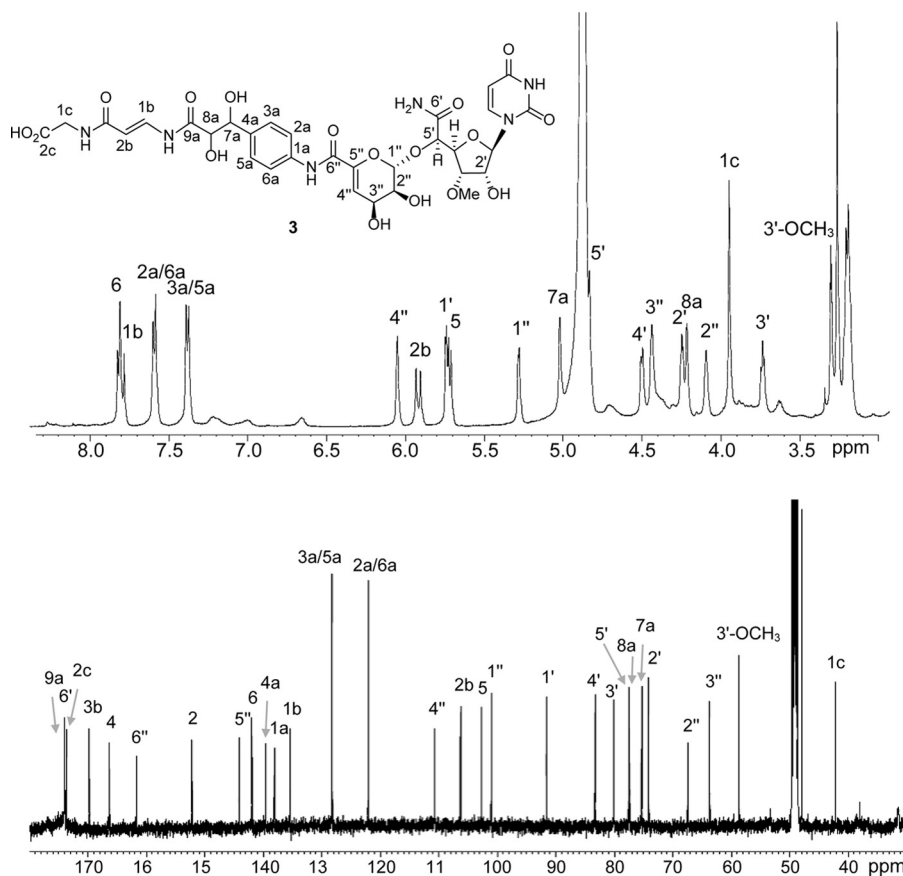 O
O
NH
N
O
O
H₂N
6'
5'
H
O
H
2'
OMe
OH
O
1"
2"
3"
4"
5"
6"
O
O
NH
OH
OH
1a
2a
3a
4a
5a
6a
7a
8a
9a
HO
OH
O
NH
1b
2b
O
NH
1c
2c
HO₂C
3
6
1b
2a/6a
3a/5a
4"
2b
1'
5
1"
7a
5'
4'
3"
2'
8a
2"
1c
3'
3'-OCH₃
8.0 7.5 7.0 6.5 6.0 5.5 5.0 4.5 4.0 3.5 ppm
9a
6'
2c
3b
4
6"
2
5"
6
4a
1a
1b
3a/5a
2a/6a
4"
2b
5
1"
1'
4'
3'
5'
8a
7a
2'
2"
3"
3'-OCH₃
1c
170 160 150 140 130 120 110 100 90 80 70 60 50 40 ppm